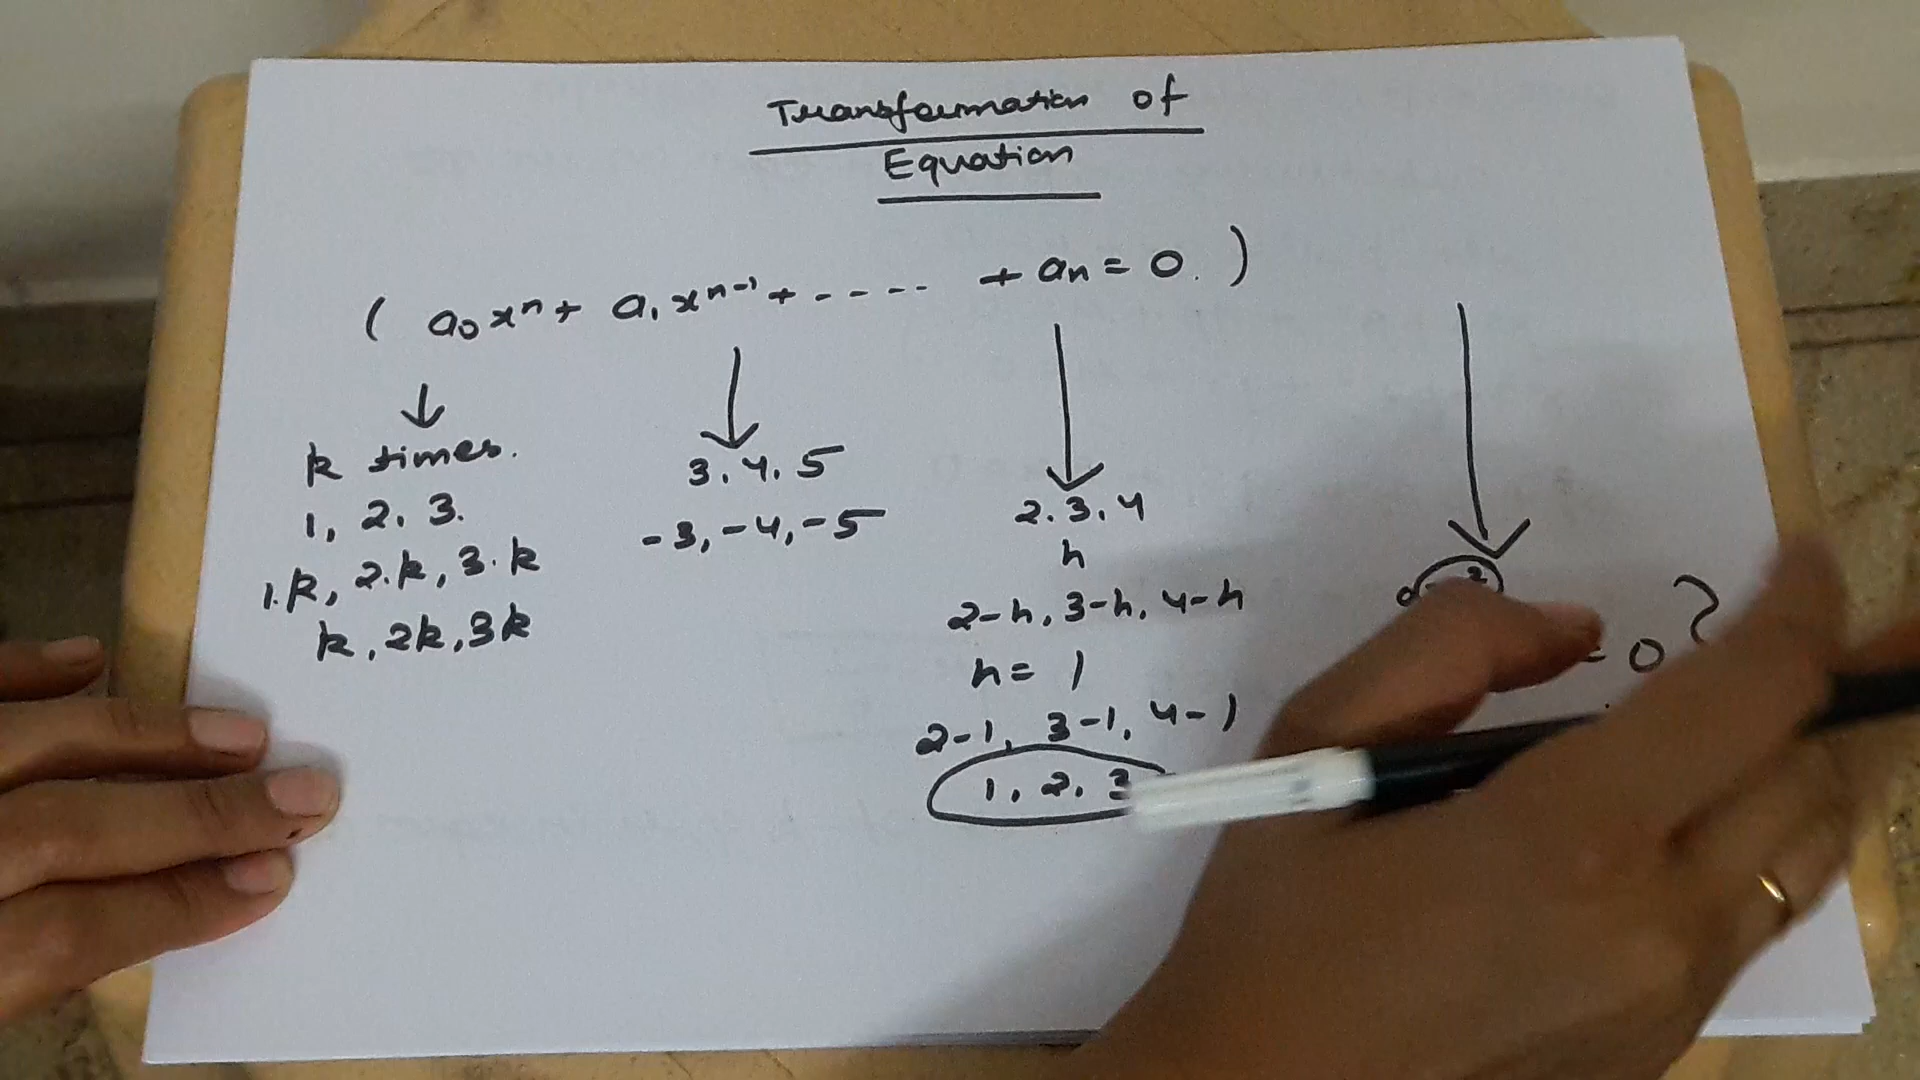 Transformation of
Equation
( a₀xⁿ + a₁xⁿ⁻¹ + - - - - + aₙ = 0. )
k times.
1, 2, 3.
1.k, 2.k, 3.k
k, 2k, 3k
3, 4, 5
-3, -4, -5
2, 3, 4
h
2-h, 3-h, 4-h
h = 1
2-1, 3-1, 4-1
1, 2, 3
= 0